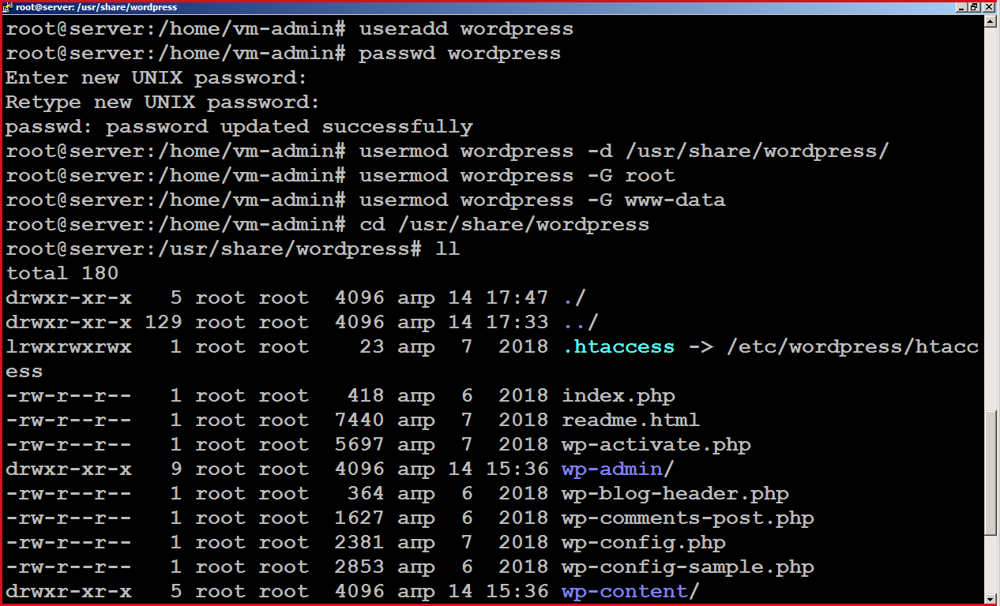 root@server: /usr/share/wordpress
root@server:/home/vm-admin# useradd wordpress
root@server:/home/vm-admin# passwd wordpress
Enter new UNIX password:
Retype new UNIX password:
passwd: password updated successfully
root@server:/home/vm-admin# usermod wordpress -d /usr/share/wordpress/
root@server:/home/vm-admin# usermod wordpress -G root
root@server:/home/vm-admin# usermod wordpress -G www-data
root@server:/home/vm-admin# cd /usr/share/wordpress
root@server:/usr/share/wordpress# ll
total 180
drwxr-xr-x   5 root root  4096 апр 14 17:47 ./
drwxr-xr-x 129 root root  4096 апр 14 17:33 ../
lrwxrwxrwx   1 root root    23 апр  7  2018 .htaccess -> /etc/wordpress/htacc
ess
-rw-r--r--   1 root root   418 апр  6  2018 index.php
-rw-r--r--   1 root root  7440 апр  7  2018 readme.html
-rw-r--r--   1 root root  5697 апр  7  2018 wp-activate.php
drwxr-xr-x   9 root root  4096 апр 14 15:36 wp-admin/
-rw-r--r--   1 root root   364 апр  6  2018 wp-blog-header.php
-rw-r--r--   1 root root  1627 апр  6  2018 wp-comments-post.php
-rw-r--r--   1 root root  2381 апр  7  2018 wp-config.php
-rw-r--r--   1 root root  2853 апр  6  2018 wp-config-sample.php
drwxr-xr-x   5 root root  4096 апр 14 15:36 wp-content/